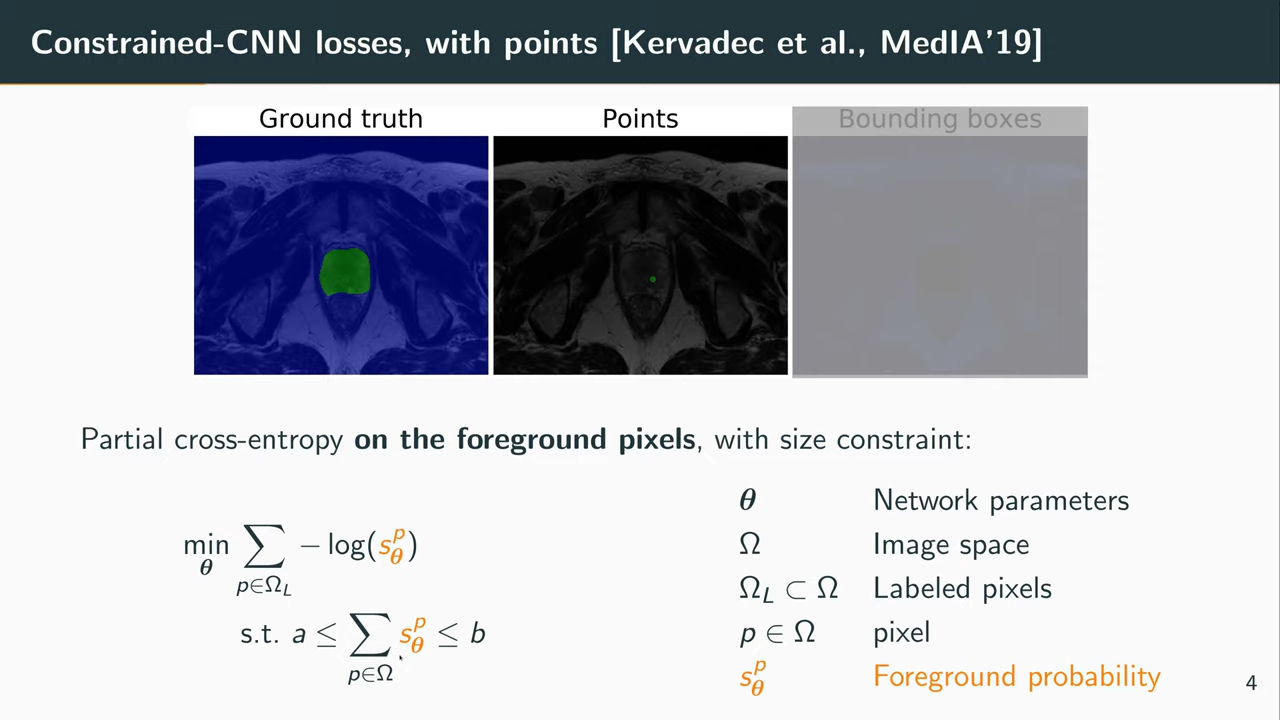 Constrained-CNN losses, with points [Kervadec et al., MedIA'19]
Ground truth
Points
Bounding boxes
Partial cross-entropy on the foreground pixels, with size constraint:
min_θ ∑_{p∈Ω_L} − log(s_θ^p)
s.t. a ≤ ∑_{p∈Ω} s_θ^p ≤ b
θ Network parameters
Ω Image space
Ω_L ⊂ Ω Labeled pixels
p ∈ Ω pixel
s_θ^p Foreground probability
4